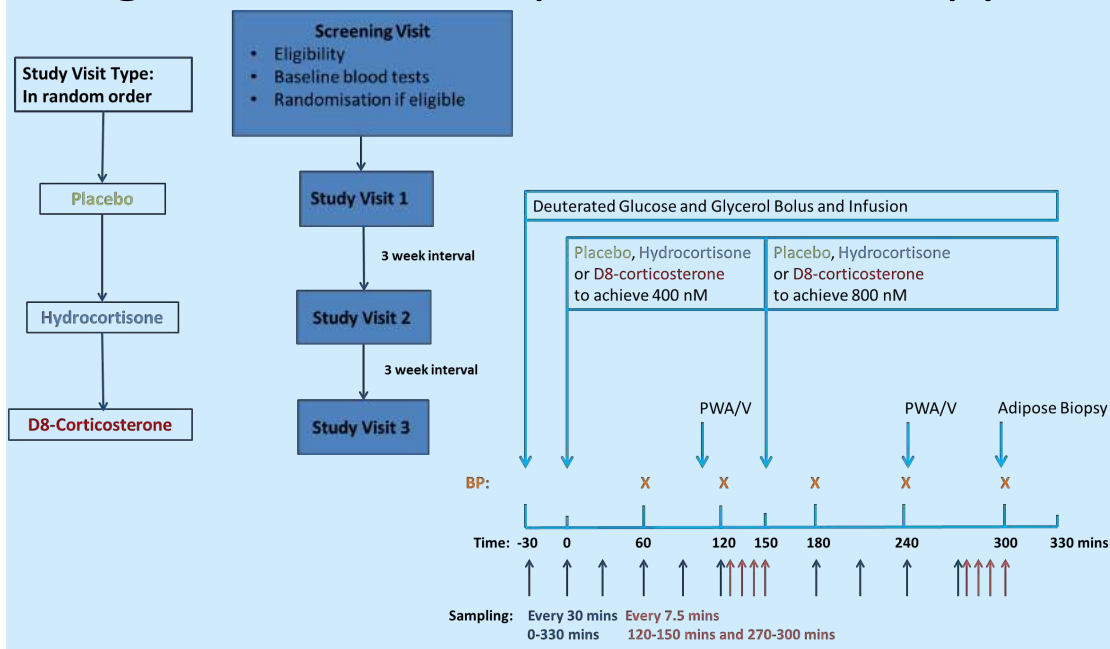 Study Visit Type:
In random order
Placebo
Hydrocortisone
D8-Corticosterone
Screening Visit
• Eligibility
• Baseline blood tests
• Randomisation if eligible
Study Visit 1
3 week interval
Study Visit 2
3 week interval
Study Visit 3
Deuterated Glucose and Glycerol Bolus and Infusion
Placebo, Hydrocortisone
or D8-corticosterone
to achieve 400 nM
Placebo, Hydrocortisone
or D8-corticosterone
to achieve 800 nM
PWA/V PWA/V Adipose Biopsy
BP: X X X X X
Time: -30 0 60 120 150 180 240 300 330 mins
Sampling: Every 30 mins Every 7.5 mins
0-330 mins 120-150 mins and 270-300 mins